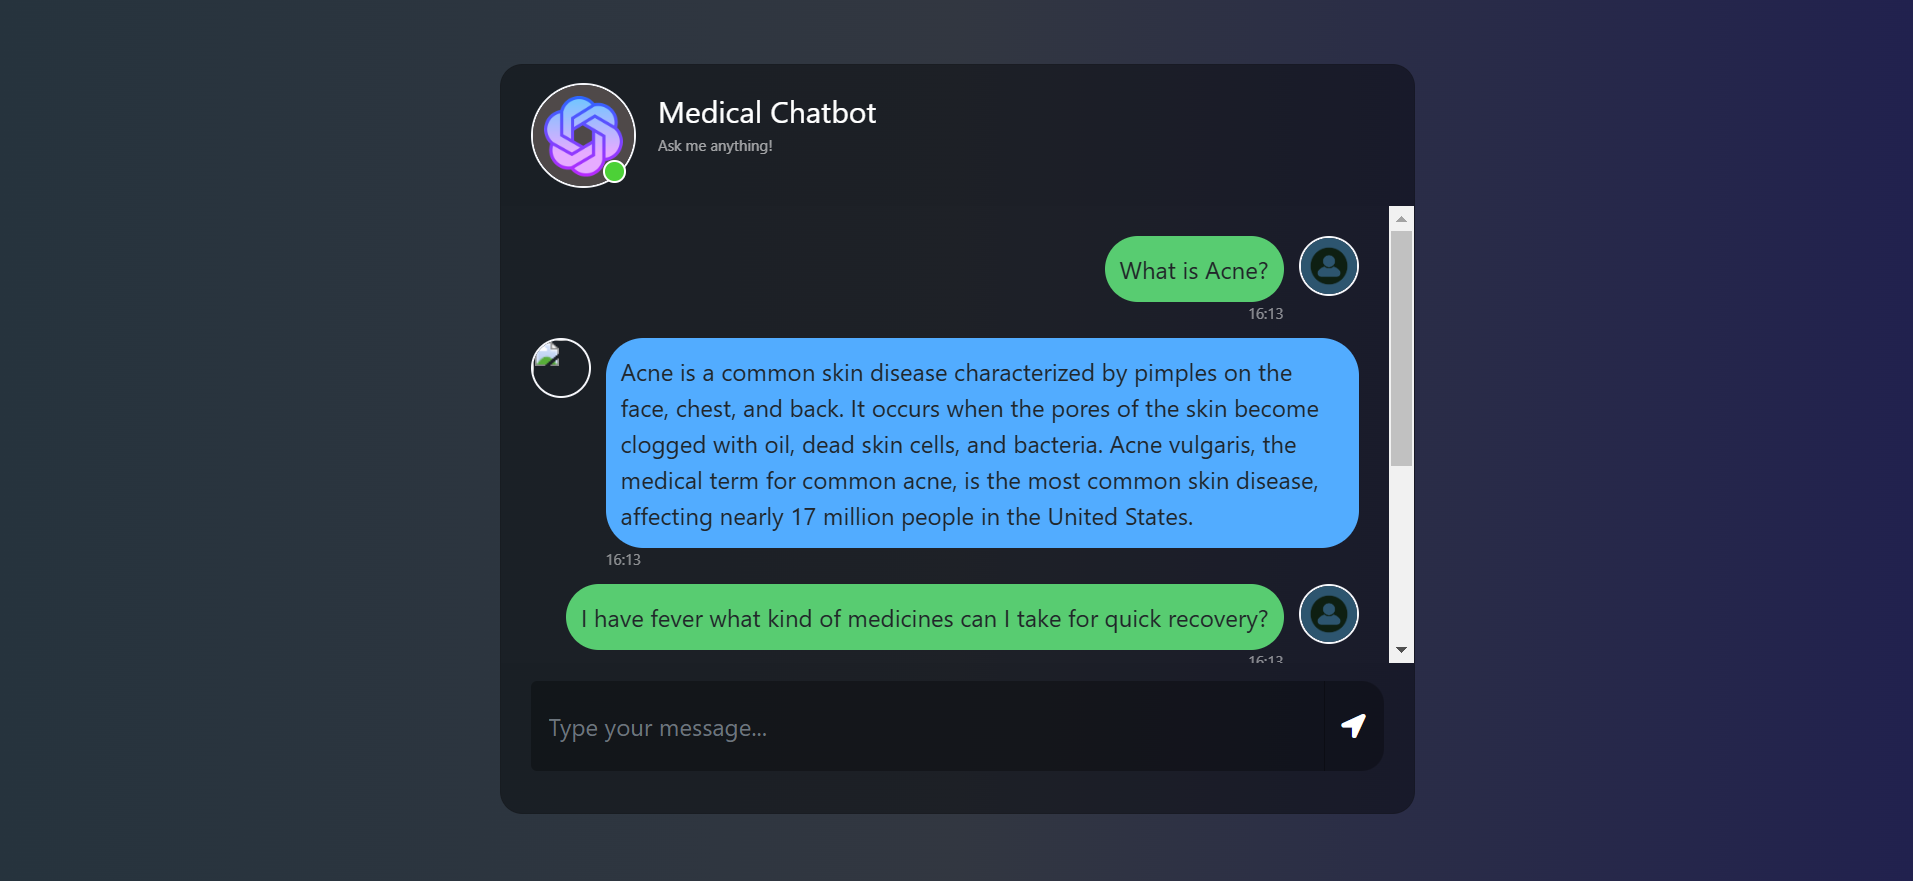 Medical Chatbot
Ask me anything!
What is Acne?
16:13
Acne is a common skin disease characterized by pimples on the
face, chest, and back. It occurs when the pores of the skin become
clogged with oil, dead skin cells, and bacteria. Acne vulgaris, the
medical term for common acne, is the most common skin disease,
affecting nearly 17 million people in the United States.
16:13
I have fever what kind of medicines can I take for quick recovery?
16:13
Type your message...